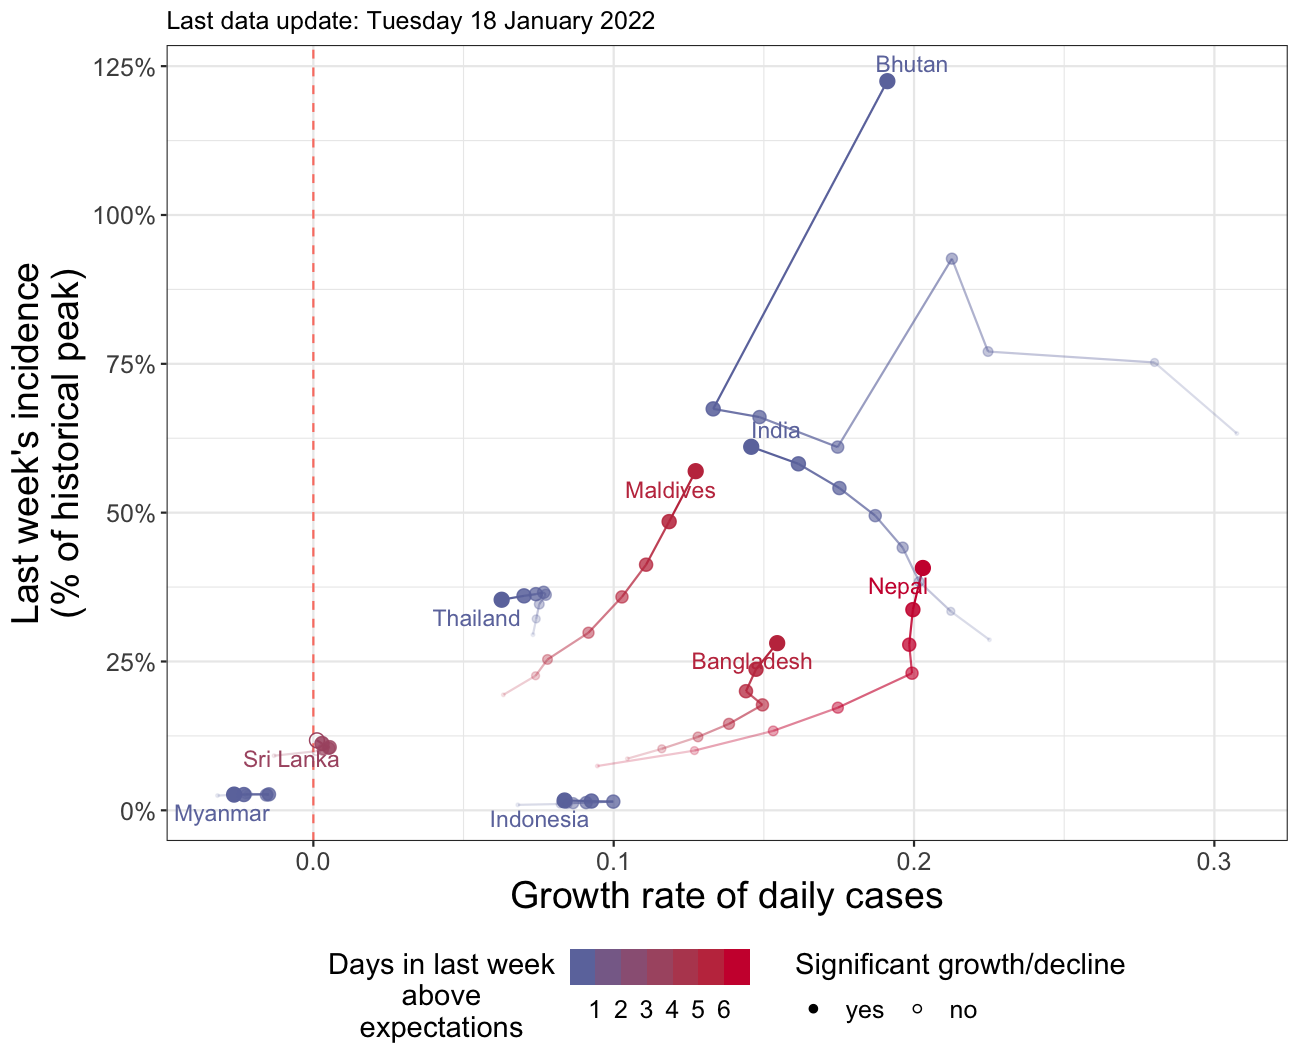 Last data update: Tuesday 18 January 2022
Last week's incidence
(% of historical peak)
125%
100%
75%
50%
25%
0%
Bhutan
India
Maldives
Nepal
Thailand
Bangladesh
Sri Lanka
Myanmar
Indonesia
0.0
0.1
0.2
0.3
Growth rate of daily cases
Days in last week
above
expectations
1 2 3 4 5 6
Significant growth/decline
yes
no